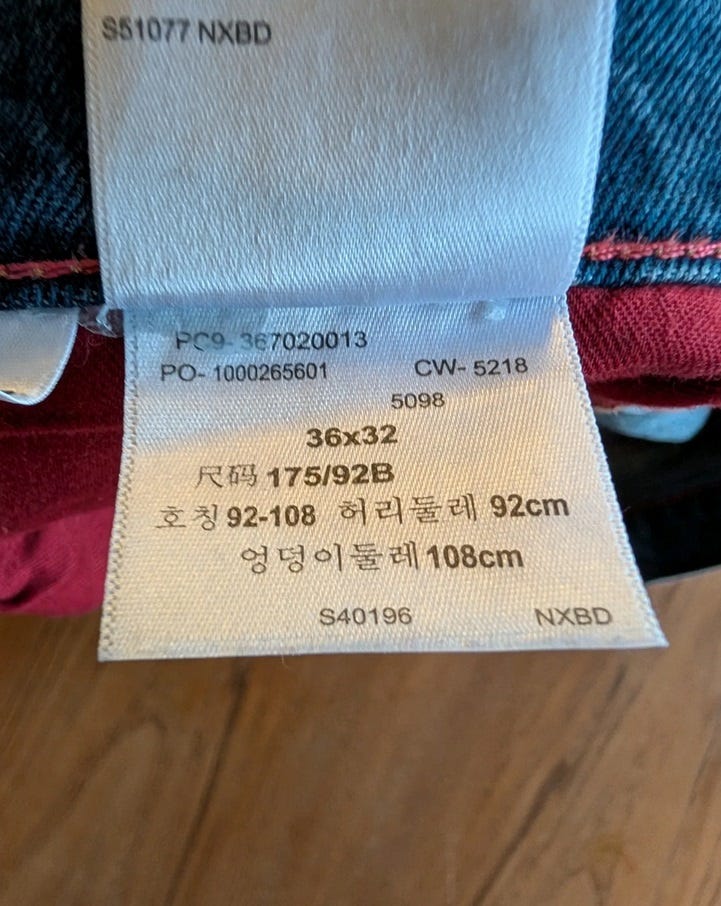 S51077 NXBD
PC9- 367020013
PO- 1000265601 CW- 5218
5098
36x32
尺码 175/92B
호칭 92-108 허리둘레 92cm
엉덩이둘레 108cm
S40196 NXBD